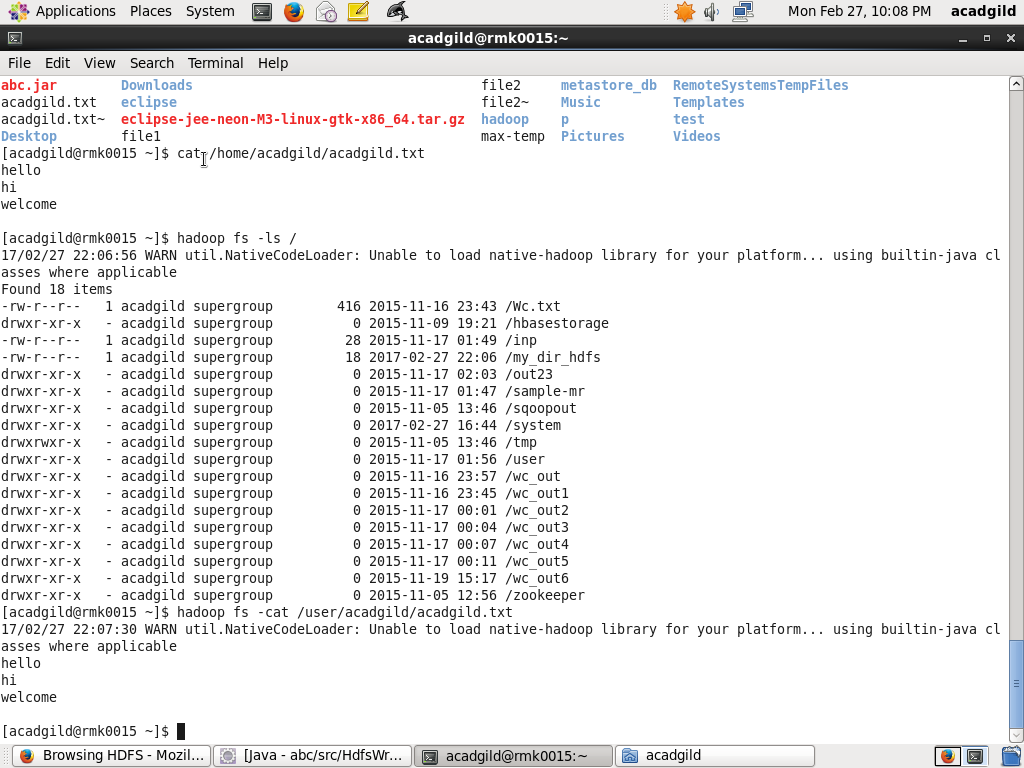 Applications Places System Mon Feb 27, 10:08 PM acadgild
acadgild@rmk0015:~
File Edit View Search Terminal Help
abc.jar Downloads file2 metastore_db RemoteSystemsTempFiles
acadgild.txt eclipse file2~ Music Templates
acadgild.txt~ eclipse-jee-neon-M3-linux-gtk-x86_64.tar.gz hadoop p test
Desktop file1 max-temp Pictures Videos
[acadgild@rmk0015 ~]$ cat /home/acadgild/acadgild.txt
hello
hi
welcome
[acadgild@rmk0015 ~]$ hadoop fs -ls /
17/02/27 22:06:56 WARN util.NativeCodeLoader: Unable to load native-hadoop library for your platform... using builtin-java cl
asses where applicable
Found 18 items
-rw-r--r-- 1 acadgild supergroup 416 2015-11-16 23:43 /Wc.txt
drwxr-xr-x - acadgild supergroup 0 2015-11-09 19:21 /hbasestorage
-rw-r--r-- 1 acadgild supergroup 28 2015-11-17 01:49 /inp
-rw-r--r-- 1 acadgild supergroup 18 2017-02-27 22:06 /my_dir_hdfs
drwxr-xr-x - acadgild supergroup 0 2015-11-17 02:03 /out23
drwxr-xr-x - acadgild supergroup 0 2015-11-17 01:47 /sample-mr
drwxr-xr-x - acadgild supergroup 0 2015-11-05 13:46 /sqoopout
drwxr-xr-x - acadgild supergroup 0 2017-02-27 16:44 /system
drwxrwxr-x - acadgild supergroup 0 2015-11-05 13:46 /tmp
drwxr-xr-x - acadgild supergroup 0 2015-11-17 01:56 /user
drwxr-xr-x - acadgild supergroup 0 2015-11-16 23:57 /wc_out
drwxr-xr-x - acadgild supergroup 0 2015-11-16 23:45 /wc_out1
drwxr-xr-x - acadgild supergroup 0 2015-11-17 00:01 /wc_out2
drwxr-xr-x - acadgild supergroup 0 2015-11-17 00:04 /wc_out3
drwxr-xr-x - acadgild supergroup 0 2015-11-17 00:07 /wc_out4
drwxr-xr-x - acadgild supergroup 0 2015-11-17 00:11 /wc_out5
drwxr-xr-x - acadgild supergroup 0 2015-11-19 15:17 /wc_out6
drwxr-xr-x - acadgild supergroup 0 2015-11-05 12:56 /zookeeper
[acadgild@rmk0015 ~]$ hadoop fs -cat /user/acadgild/acadgild.txt
17/02/27 22:07:30 WARN util.NativeCodeLoader: Unable to load native-hadoop library for your platform... using builtin-java cl
asses where applicable
hello
hi
welcome
[acadgild@rmk0015 ~]$
Browsing HDFS - Mozil... [Java - abc/src/HdfsWr... acadgild@rmk0015:~ acadgild